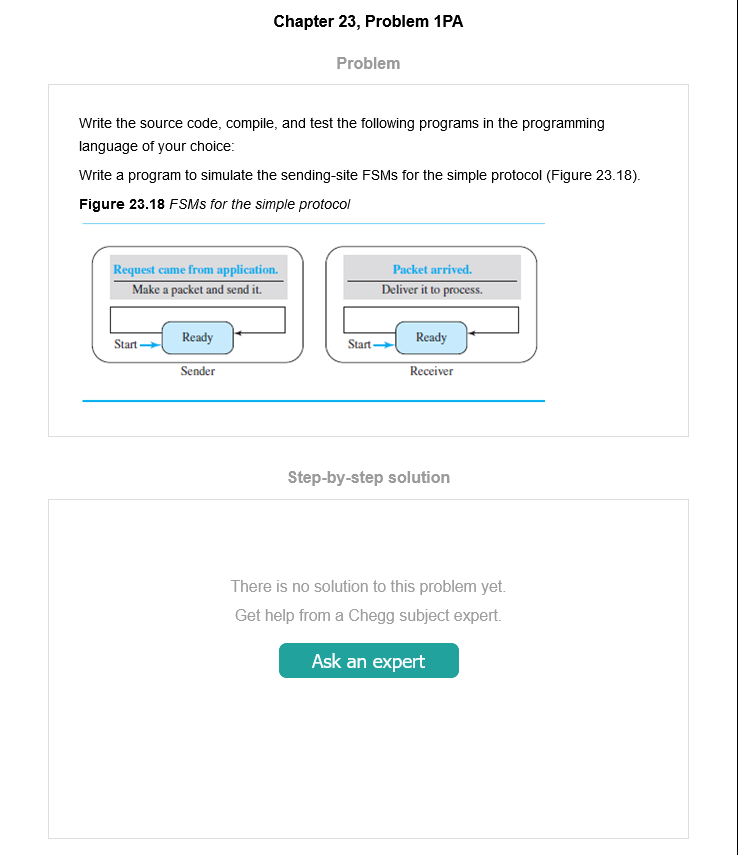 Chapter 23, Problem 1PA
Problem
Write the source code, compile, and test the following programs in the programming
language of your choice:
Write a program to simulate the sending-site FSMs for the simple protocol (Figure 23.18).
Figure 23.18 FSMs for the simple protocol
Request came from application.
Make a packet and send it.
Start
Ready
Sender
Packet arrived.
Deliver it to process.
Start
Ready
Receiver
Step-by-step solution
There is no solution to this problem yet.
Get help from a Chegg subject expert.
Ask an expert